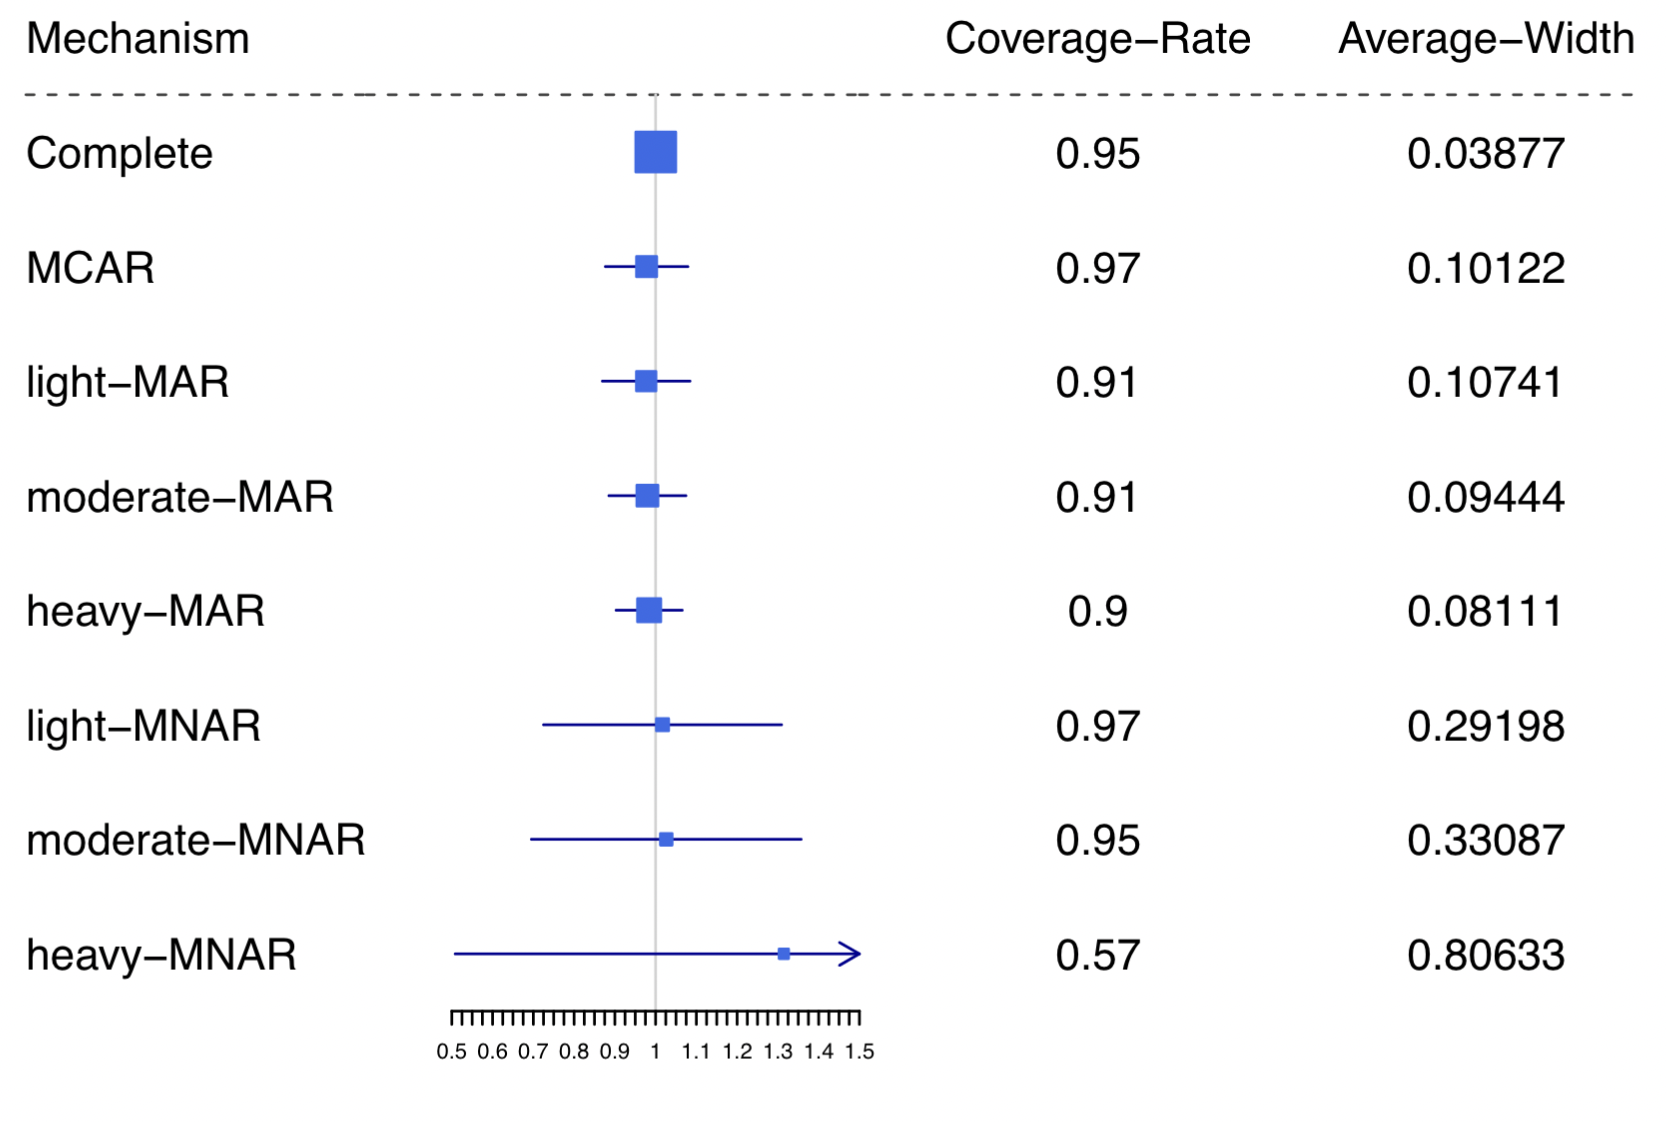 Mechanism Coverage−Rate Average−Width
Complete 0.95 0.03877
MCAR 0.97 0.10122
light−MAR 0.91 0.10741
moderate−MAR 0.91 0.09444
heavy−MAR 0.9 0.08111
light−MNAR 0.97 0.29198
moderate−MNAR 0.95 0.33087
heavy−MNAR 0.57 0.80633
0.5 0.6 0.7 0.8 0.9 1 1.1 1.2 1.3 1.4 1.5